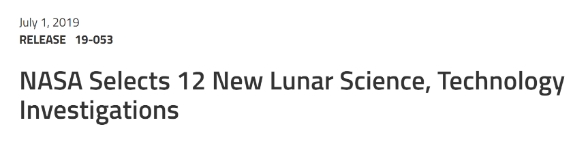 July 1, 2019
RELEASE 19-053
NASA Selects 12 New Lunar Science, Technology
Investigations